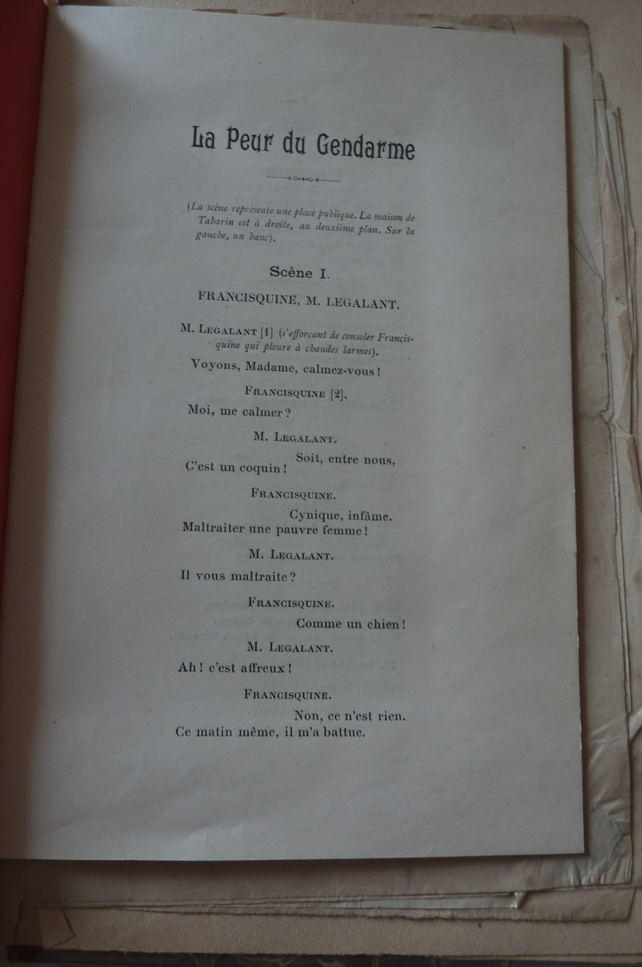 La Peur du Gendarme
(La scène représente une place publique. La maison de
Tabarin est à droite, au deuxième plan. Sur la
gauche, un banc).
Scène I.
FRANCISQUINE, M. LEGALANT.
M. LEGALANT [1] (s'efforçant de consoler Francis-
quine qui pleure à chaudes larmes).
Voyons, Madame, calmez-vous !
FRANCISQUINE [2].
Moi, me calmer ?
M. LEGALANT.
Soit, entre nous,
C'est un coquin !
FRANCISQUINE.
Cynique, infâme.
Maltraiter une pauvre femme !
M. LEGALANT.
Il vous maltraite ?
FRANCISQUINE.
Comme un chien !
M. LEGALANT.
Ah ! c'est affreux !
FRANCISQUINE.
Non, ce n'est rien.
Ce matin même, il m'a battue.